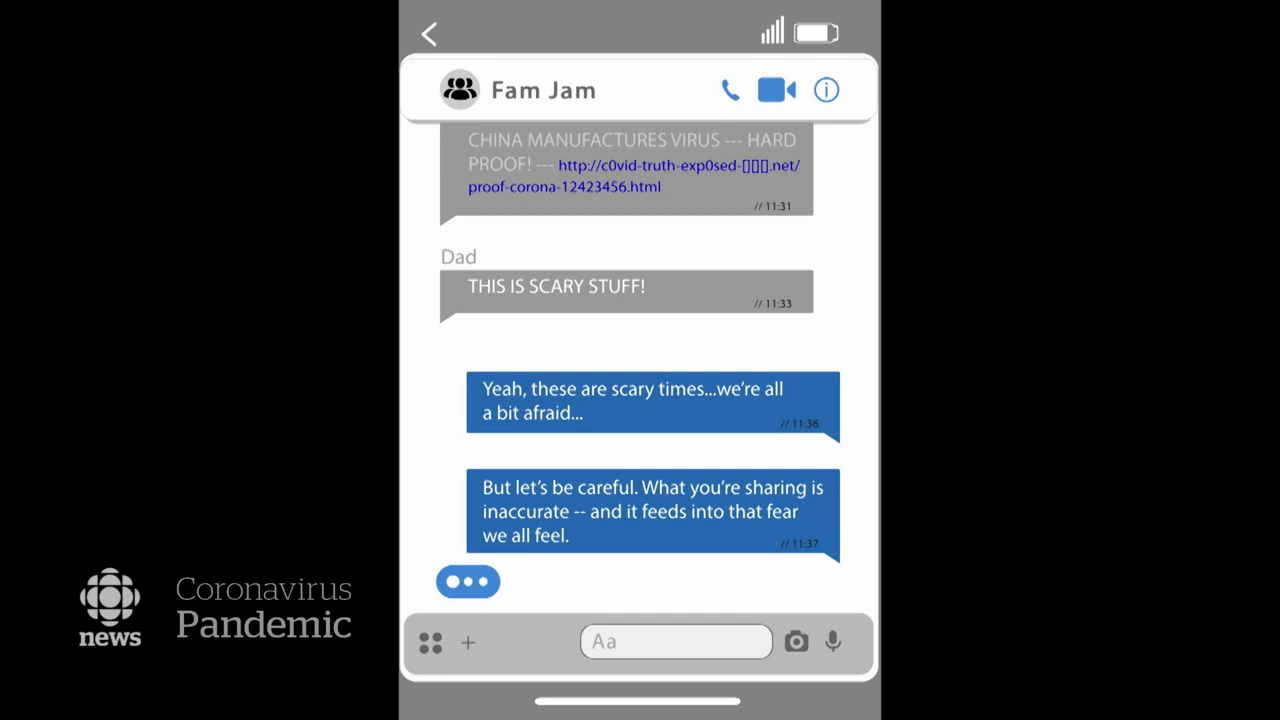 Fam Jam
CHINA MANUFACTURES VIRUS --- HARD
PROOF! --- http://c0vid-truth-exp0sed-[][][].net/
proof-corona-12423456.html
// 11:31
Dad
THIS IS SCARY STUFF!
// 11:33
Yeah, these are scary times...we're all
a bit afraid...
// 11:36
But let's be careful. What you're sharing is
inaccurate -- and it feeds into that fear
we all feel.
// 11:37
Aa
news
Coronavirus
Pandemic